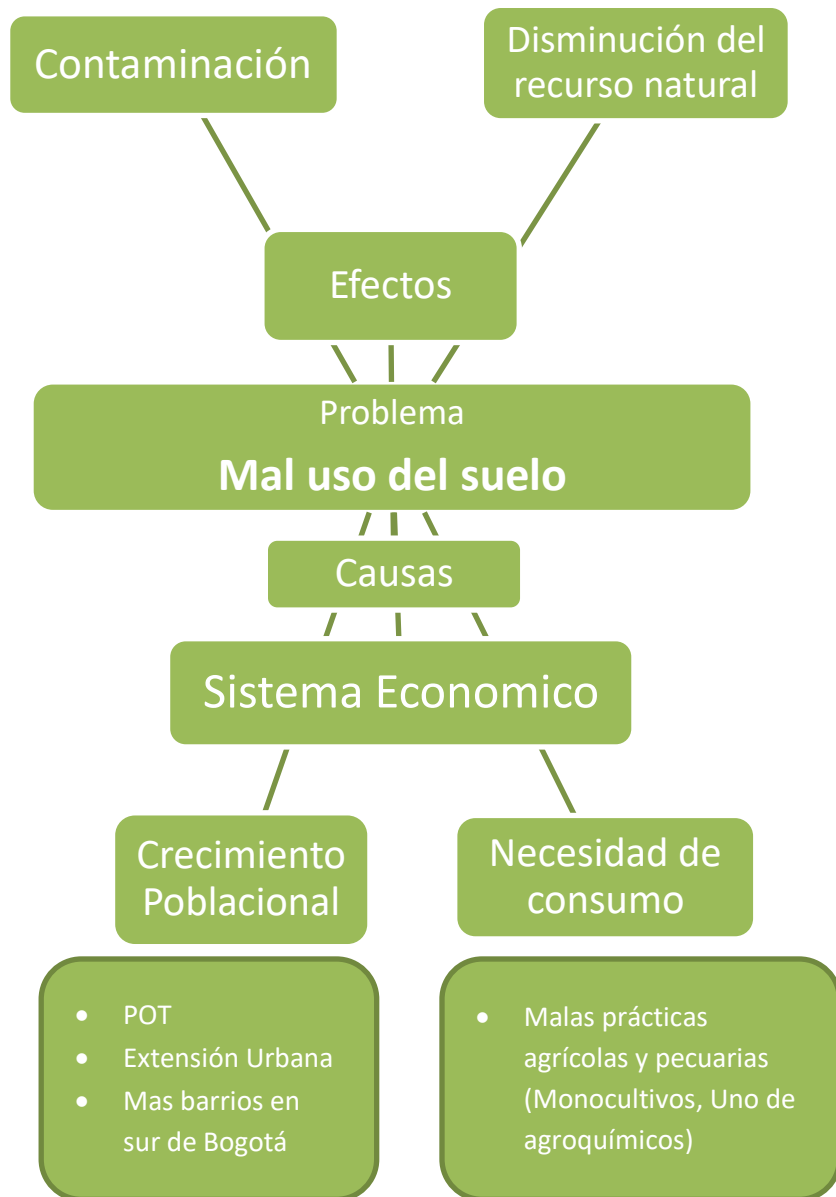 Contaminación
Disminución del
recurso natural
Efectos
Problema
Mal uso del suelo
Causas
Sistema Economico
Crecimiento
Poblacional
Necesidad de
consumo
• POT
• Extensión Urbana
• Mas barrios en
sur de Bogotá
• Malas prácticas
agrícolas y pecuarias
(Monocultivos, Uno de
agroquímicos)